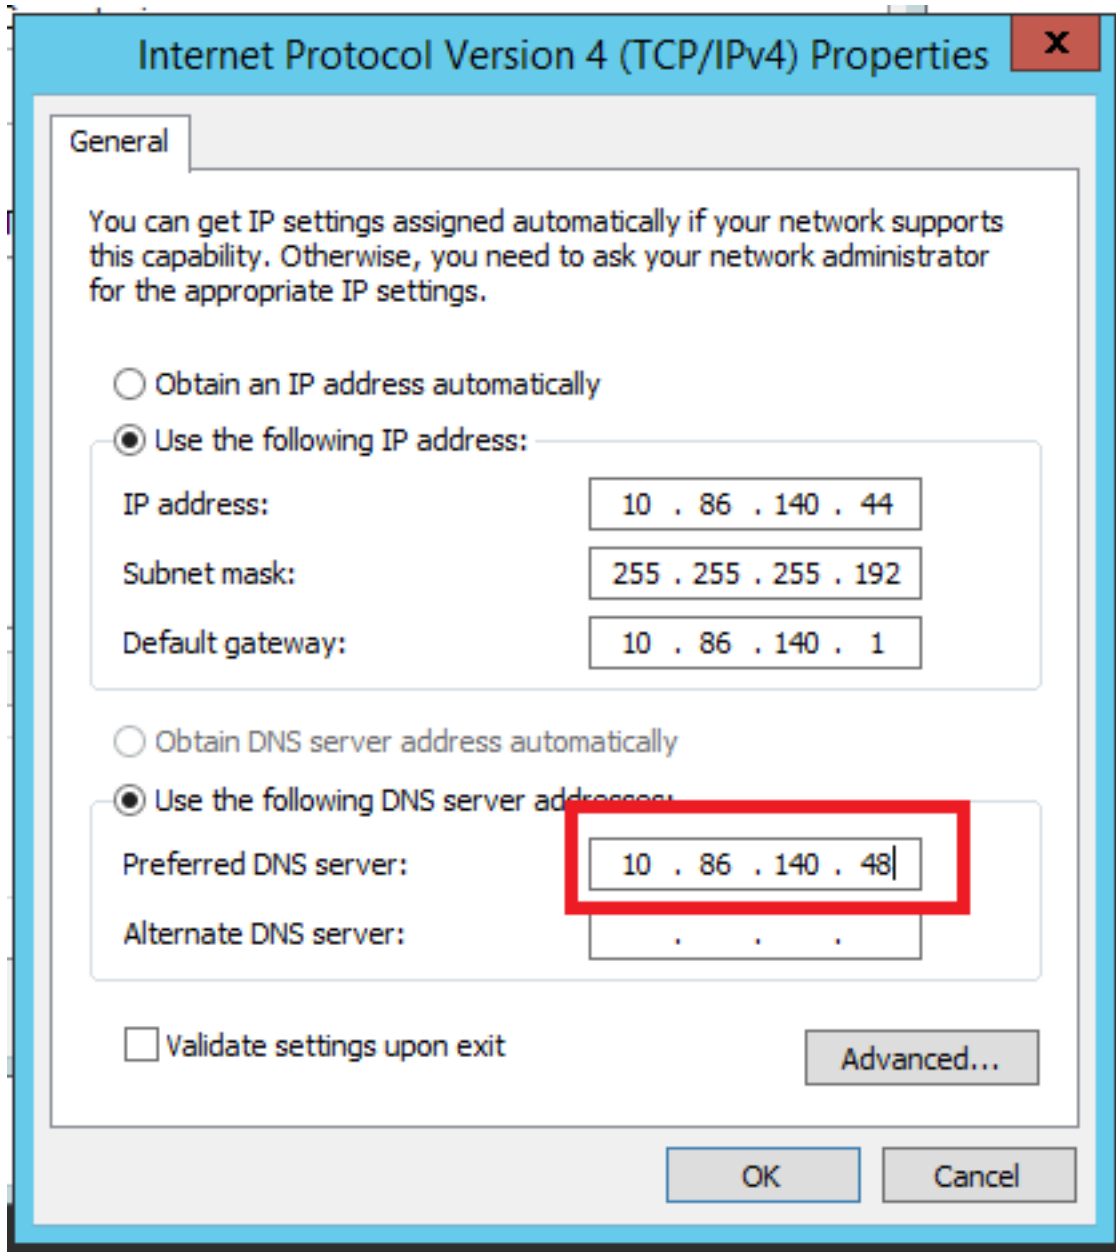 Internet Protocol Version 4 (TCP/IPv4) Properties
x
General
You can get IP settings assigned automatically if your network supports
this capability. Otherwise, you need to ask your network administrator
for the appropriate IP settings.
Obtain an IP address automatically
Use the following IP address:
IP address: 10 . 86 . 140 . 44
Subnet mask: 255 . 255 . 255 . 192
Default gateway: 10 . 86 . 140 . 1
Obtain DNS server address automatically
Use the following DNS server addresses:
Preferred DNS server: 10 . 86 . 140 . 48
Alternate DNS server: . . .
Validate settings upon exit
Advanced...
OK Cancel